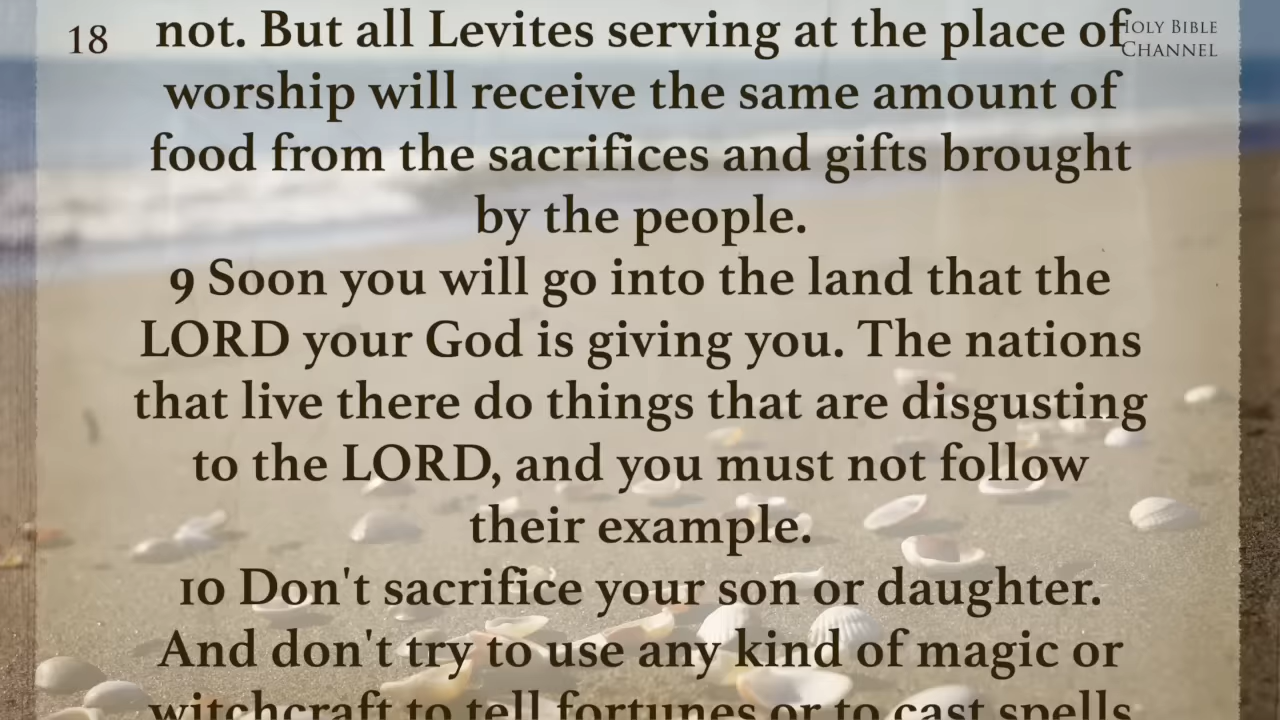 18
HOLY BIBLE
CHANNEL
not. But all Levites serving at the place of
worship will receive the same amount of
food from the sacrifices and gifts brought
by the people.
9 Soon you will go into the land that the
LORD your God is giving you. The nations
that live there do things that are disgusting
to the LORD, and you must not follow
their example.
10 Don't sacrifice your son or daughter.
And don't try to use any kind of magic or
witchcraft to tell fortunes or to cast spells